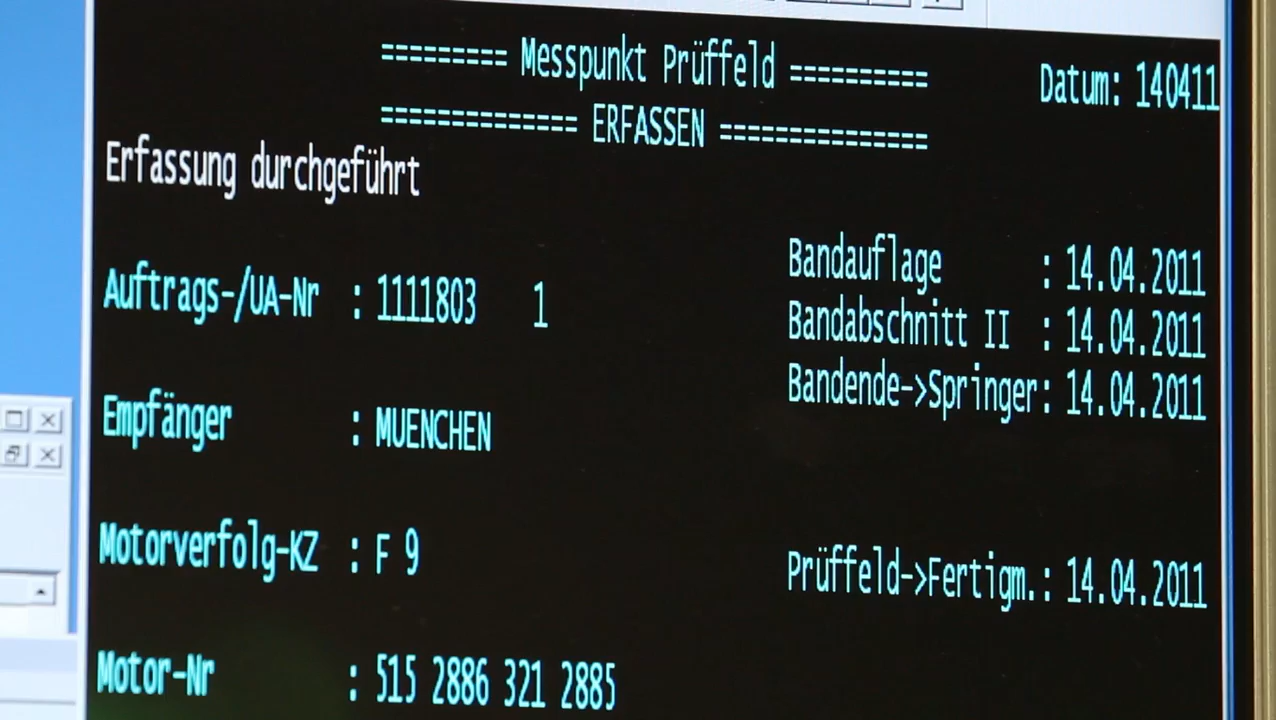 ========= Messpunkt Prüffeld ========== Datum: 140411
============== ERFASSEN ===============
Erfassung durchgeführt
Bandauflage : 14.04.2011
Auftrags-/UA-Nr : 1111803 1
Bandabschnitt II : 14.04.2011
Bandende->Springer: 14.04.2011
Empfänger : MUENCHEN
Motorverfolg-KZ : F 9
Prüffeld->Fertigm.: 14.04.2011
Motor-Nr : 515 2886 321 2885